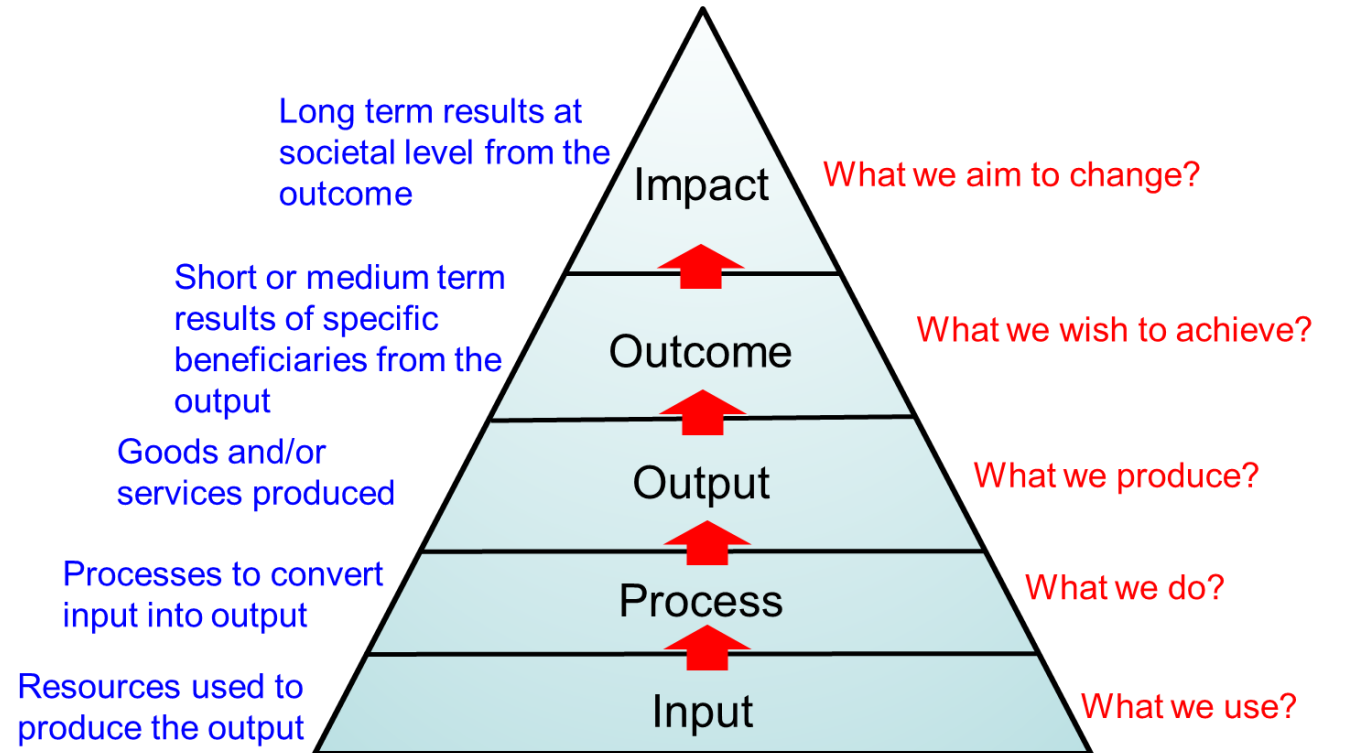 Long term results at
societal level from the
outcome
Impact
What we aim to change?
Short or medium term
results of specific
beneficiaries from the
output
Outcome
What we wish to achieve?
Goods and/or
services produced
Output
What we produce?
Processes to convert
input into output
Process
What we do?
Resources used to
produce the output
Input
What we use?